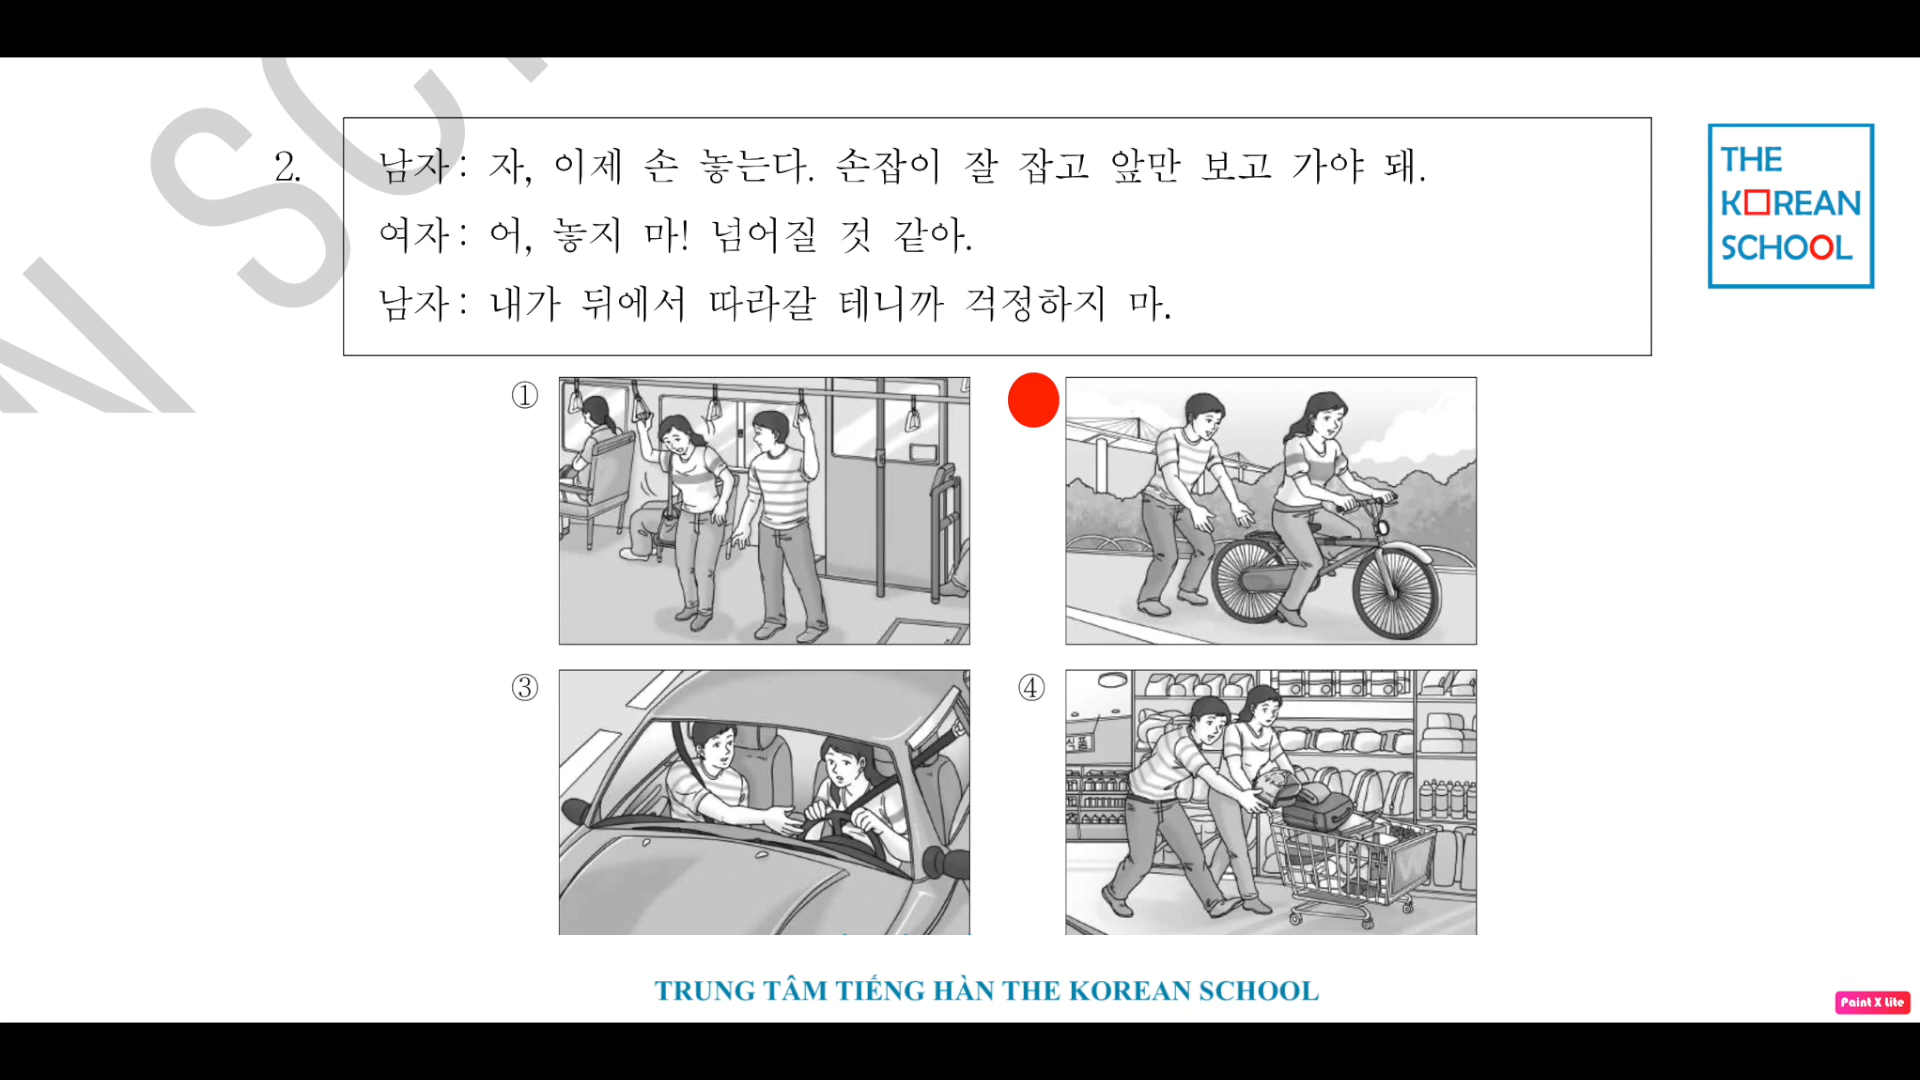 THE
KOREAN
SCHOOL
2.
남자 : 자, 이제 손 놓는다. 손잡이 잘 잡고 앞만 보고 가야 돼.
여자 : 어, 놓지 마! 넘어질 것 같아.
남자 : 내가 뒤에서 따라갈 테니까 걱정하지 마.
①
③
④
식품
TRUNG TÂM TIẾNG HÀN THE KOREAN SCHOOL
Paint X Lite